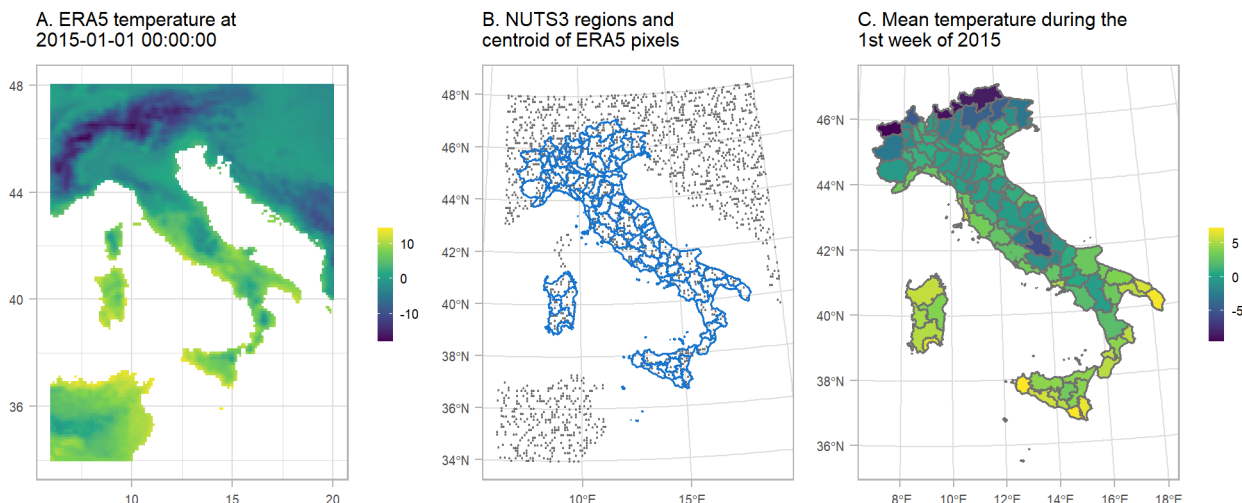 A. ERA5 temperature at
2015-01-01 00:00:00
48
44
40
36
10
15
20
10
0
-10
B. NUTS3 regions and
centroid of ERA5 pixels
48°N
46°N
44°N
42°N
40°N
38°N
36°N
34°N
10°E
15°E
C. Mean temperature during the
1st week of 2015
46°N
44°N
42°N
40°N
38°N
36°N
8°E
10°E
12°E
14°E
16°E
18°E
5
0
-5